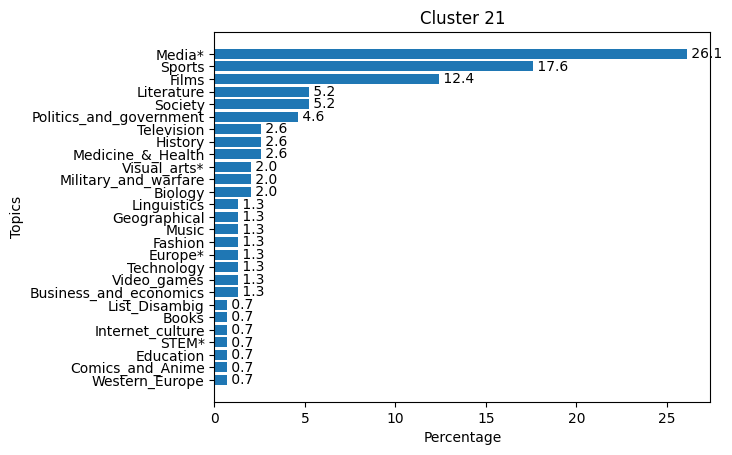 Cluster 21
Topics
Media* 26.1
Sports 17.6
Films 12.4
Literature 5.2
Society 5.2
Politics_and_government 4.6
Television 2.6
History 2.6
Medicine_&_Health 2.6
Visual_arts* 2.0
Military_and_warfare 2.0
Biology 2.0
Linguistics 1.3
Geographical 1.3
Music 1.3
Fashion 1.3
Europe* 1.3
Technology 1.3
Video_games 1.3
Business_and_economics 1.3
List_Disambig 0.7
Books 0.7
Internet_culture 0.7
STEM* 0.7
Education 0.7
Comics_and_Anime 0.7
Western_Europe 0.7
0 5 10 15 20 25
Percentage